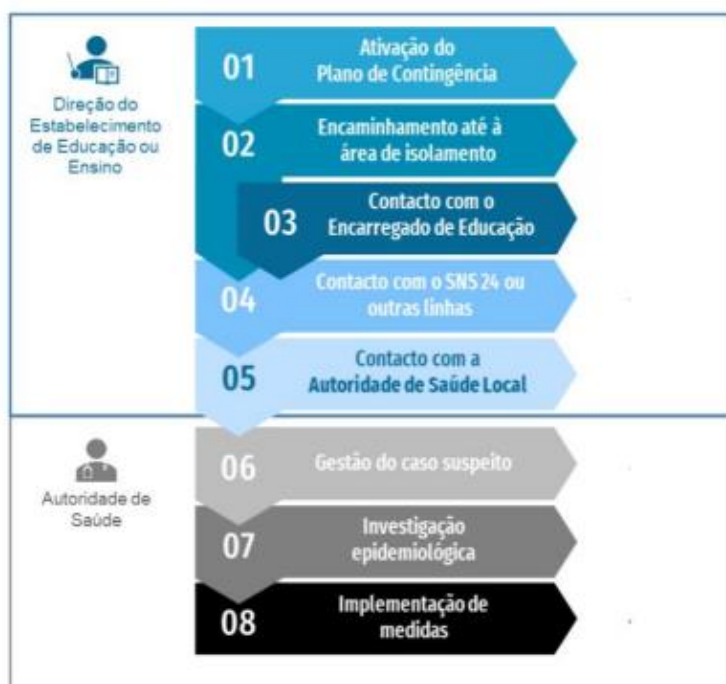 Direção do
Estabelecimento
de Educação ou
Ensino
01
Ativação do
Plano de Contingência
02
Encaminhamento até à
área de isolamento
03
Contacto com o
Encarregado de Educação
04
Contacto com o SNS 24 ou
outras linhas
05
Contacto com a
Autoridade de Saúde Local
Autoridade de
Saúde
06
Gestão do caso suspeito
07
Investigação
epidemiológica
08
Implementação de
medidas